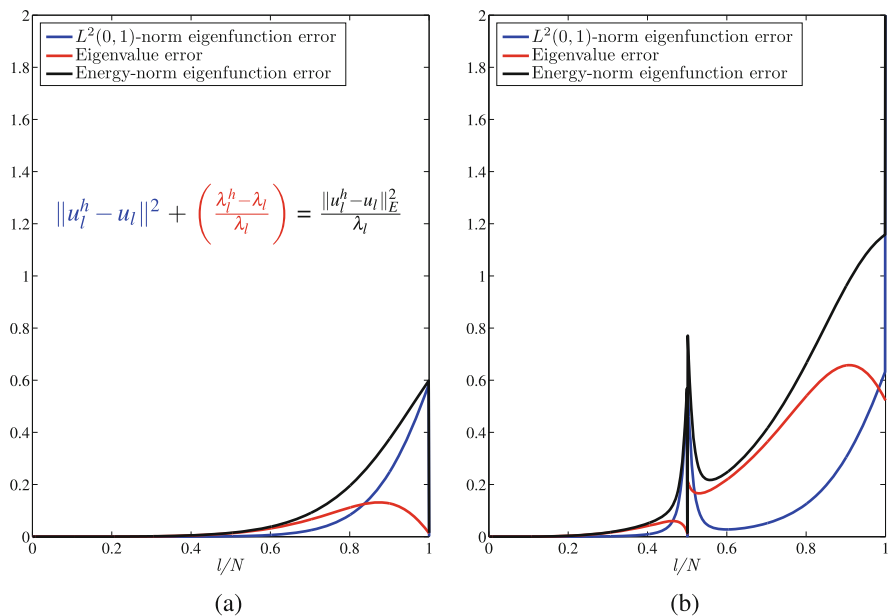 2
1.8
1.6
1.4
1.2
1
0.8
0.6
0.4
0.2
0
L²(0,1)-norm eigenfunction error
Eigenvalue error
Energy-norm eigenfunction error
‖u_l^h − u_l‖² + ((λ_l^h − λ_l)/λ_l) = ‖u_l^h − u_l‖_E²/λ_l
0 0.2 0.4 0.6 0.8 1
l/N
(a)
2
1.8
1.6
1.4
1.2
1
0.8
0.6
0.4
0.2
0
L²(0,1)-norm eigenfunction error
Eigenvalue error
Energy-norm eigenfunction error
0 0.2 0.4 0.6 0.8 1
l/N
(b)